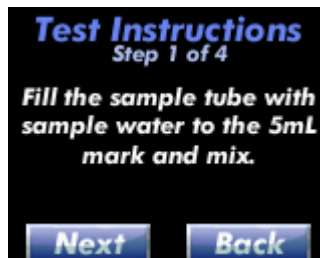 Test Instructions
Step 1 of 4
Fill the sample tube with
sample water to the 5mL
mark and mix.
Next
Back